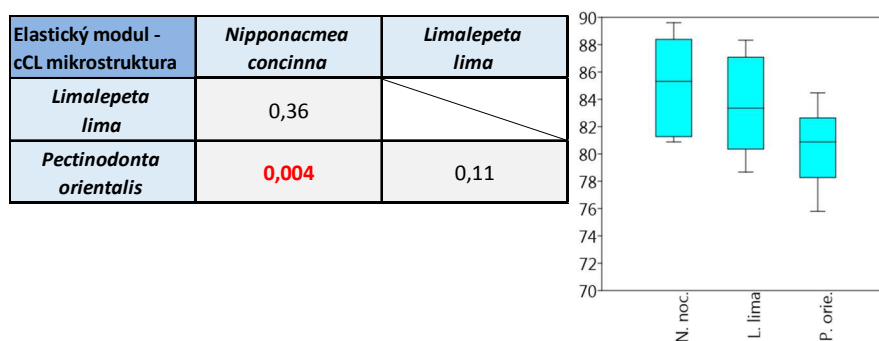 Elastický modul -
cCL mikrostruktura
Nipponacmea
concinna
Limalepeta
lima
Limalepeta
lima
0,36
Pectinodonta
orientalis
0,004
0,11
90
88
86
84
82
80
78
76
74
72
70
N. noc.
L. lima
P. orie.